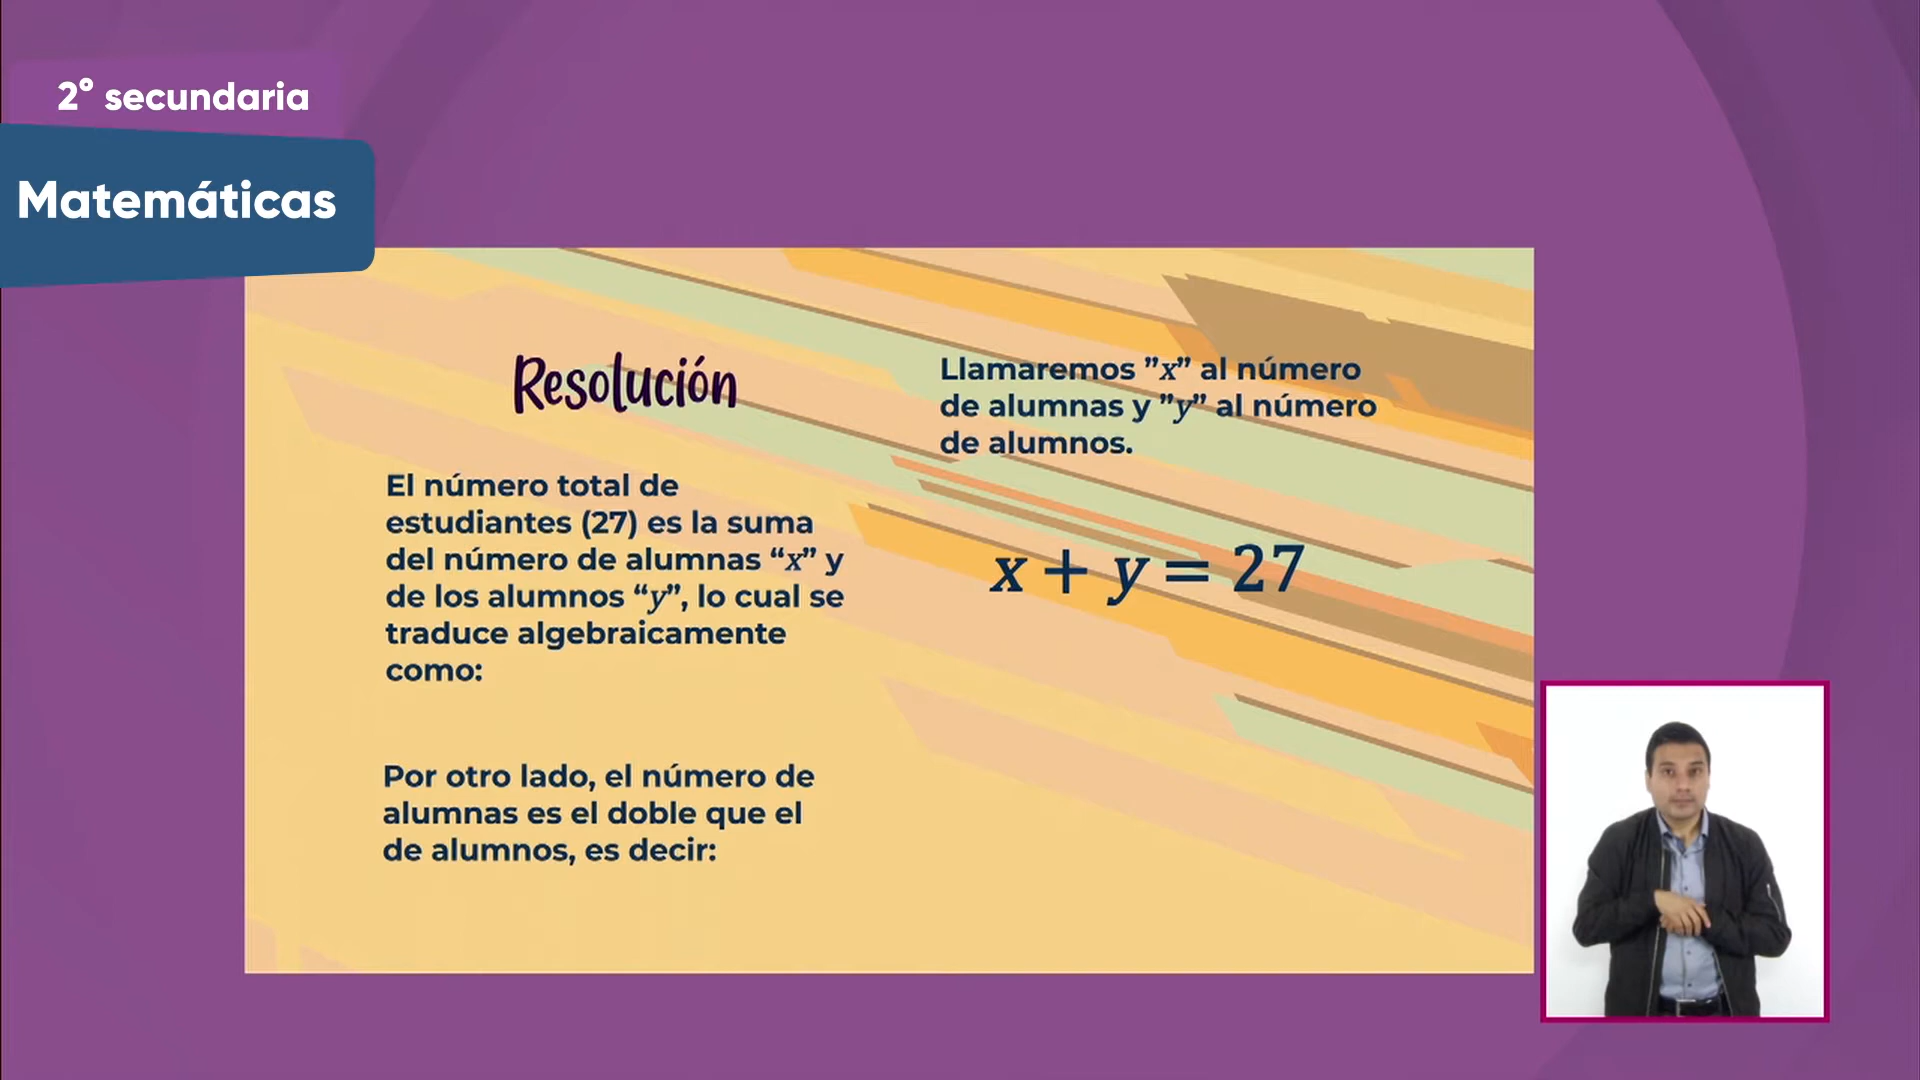 2° secundaria
Matemáticas
Resolución
El número total de
estudiantes (27) es la suma
del número de alumnas “x” y
de los alumnos “y”, lo cual se
traduce algebraicamente
como:
Por otro lado, el número de
alumnas es el doble que el
de alumnos, es decir:
Llamaremos ”x” al número
de alumnas y ”y” al número
de alumnos.
x + y = 27